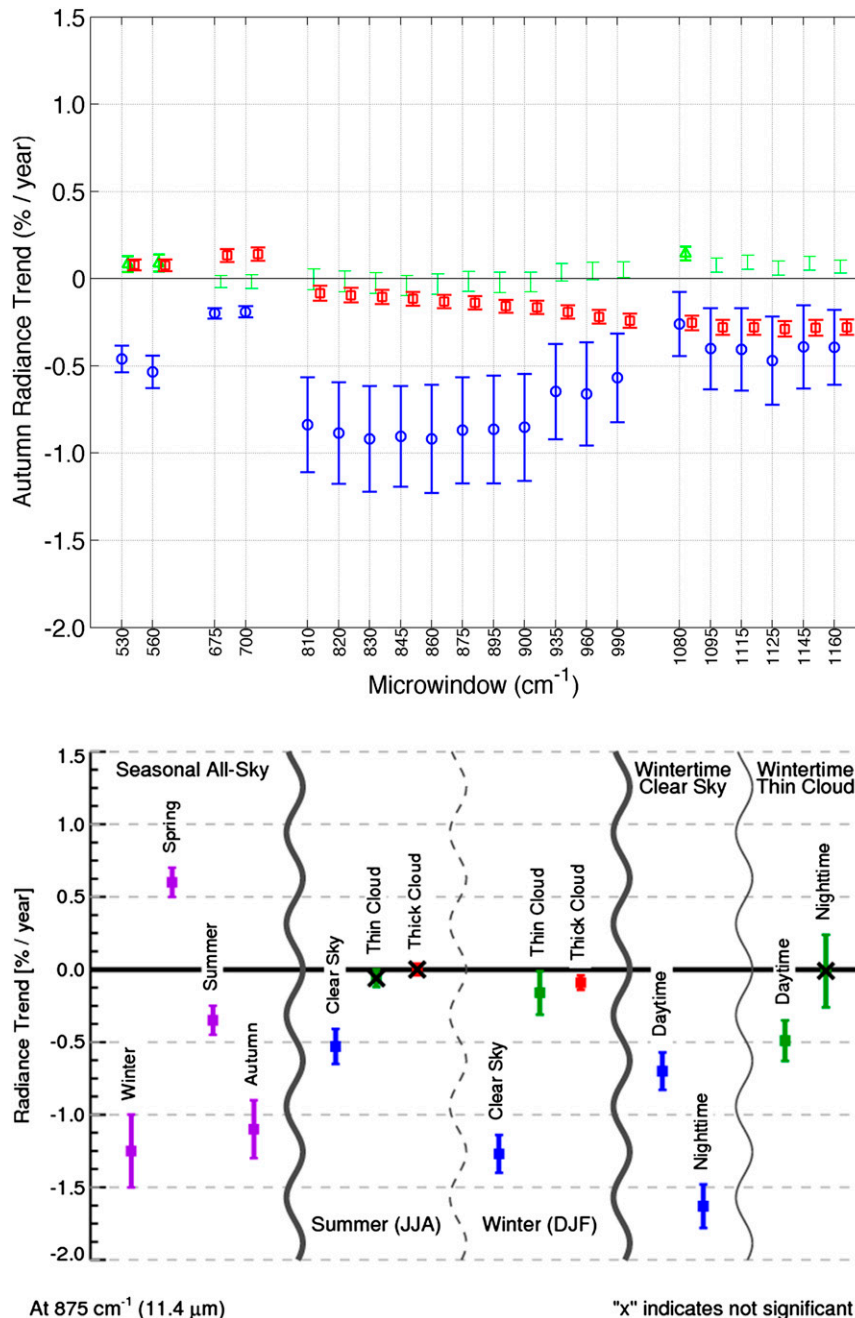 1.5
1.0
0.5
0
-0.5
-1.0
-1.5
-2.0
Autumn Radiance Trend (% / year)
530
560
675
700
810
820
830
845
860
875
895
900
935
960
990
1080
1095
1115
1125
1145
1160
Microwindow (cm-1)
1.5
1.0
0.5
0.0
-0.5
-1.0
-1.5
-2.0
Radiance Trend [% / year]
Seasonal All-Sky
Winter
Spring
Summer
Autumn
Clear Sky
Thin Cloud
Thick Cloud
Summer (JJA)
Clear Sky
Thin Cloud
Thick Cloud
Winter (DJF)
Wintertime
Clear Sky
Daytime
Nighttime
Wintertime
Thin Cloud
Daytime
Nighttime
At 875 cm-1 (11.4 μm)
"x" indicates not significant